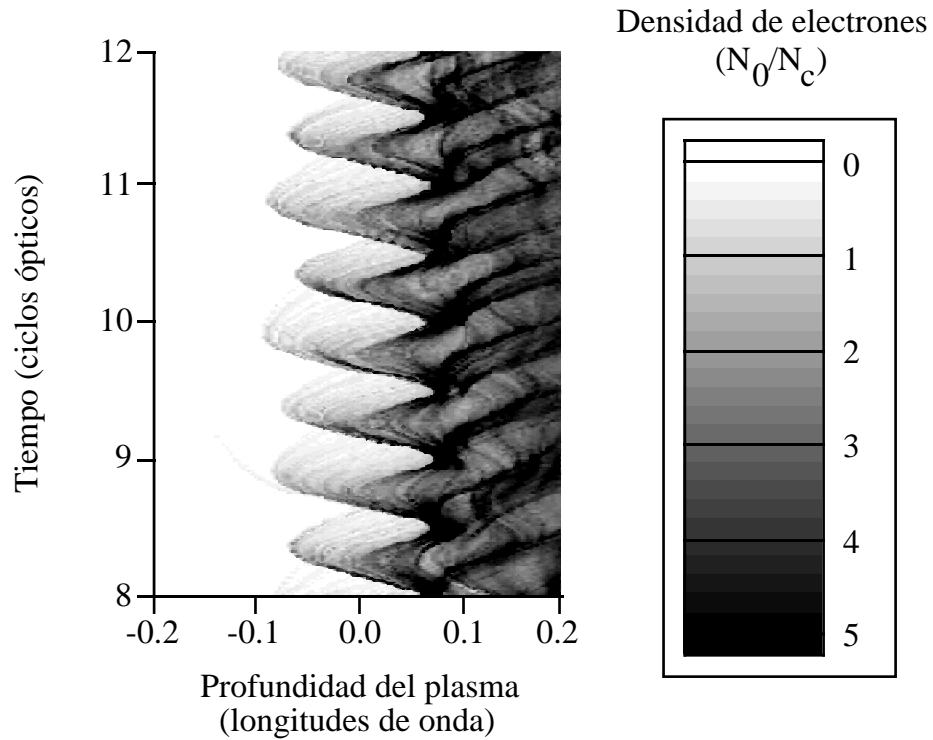 Densidad de electrones
(N0/Nc)
12
11
10
9
8
Tiempo (ciclos ópticos)
-0.2 -0.1 0.0 0.1 0.2
Profundidad del plasma
(longitudes de onda)
0
1
2
3
4
5